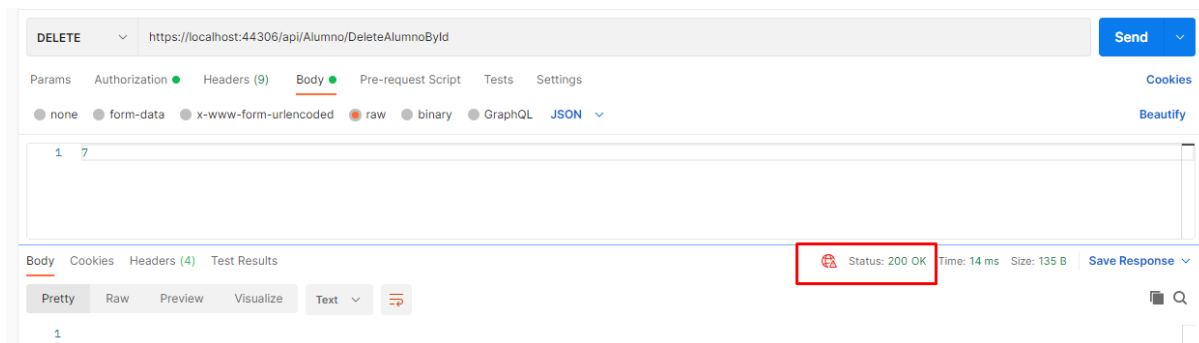 DELETE https://localhost:44306/api/Alumno/DeleteAlumnoById Send
Params Authorization Headers (9) Body Pre-request Script Tests Settings Cookies
none form-data x-www-form-urlencoded raw binary GraphQL JSON Beautify
1 7
Body Cookies Headers (4) Test Results Status: 200 OK Time: 14 ms Size: 135 B Save Response
Pretty Raw Preview Visualize Text
1